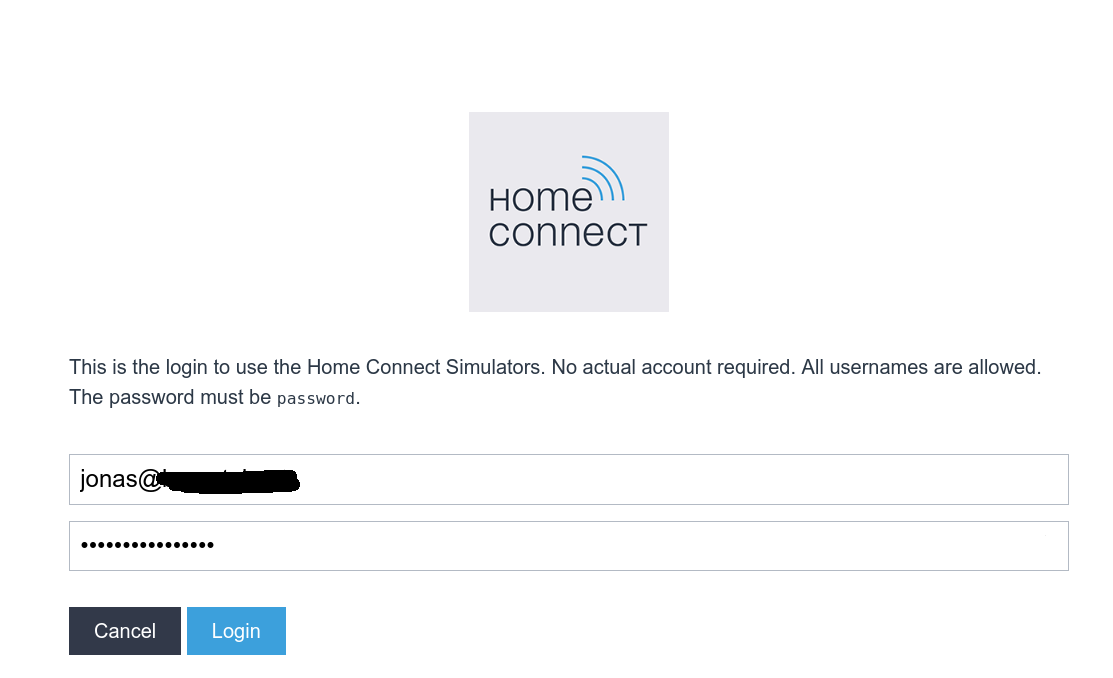 Home
connect
This is the login to use the Home Connect Simulators. No actual account required. All usernames are allowed.
The password must be password.
jonas@
••••••••••••••••
Cancel
Login